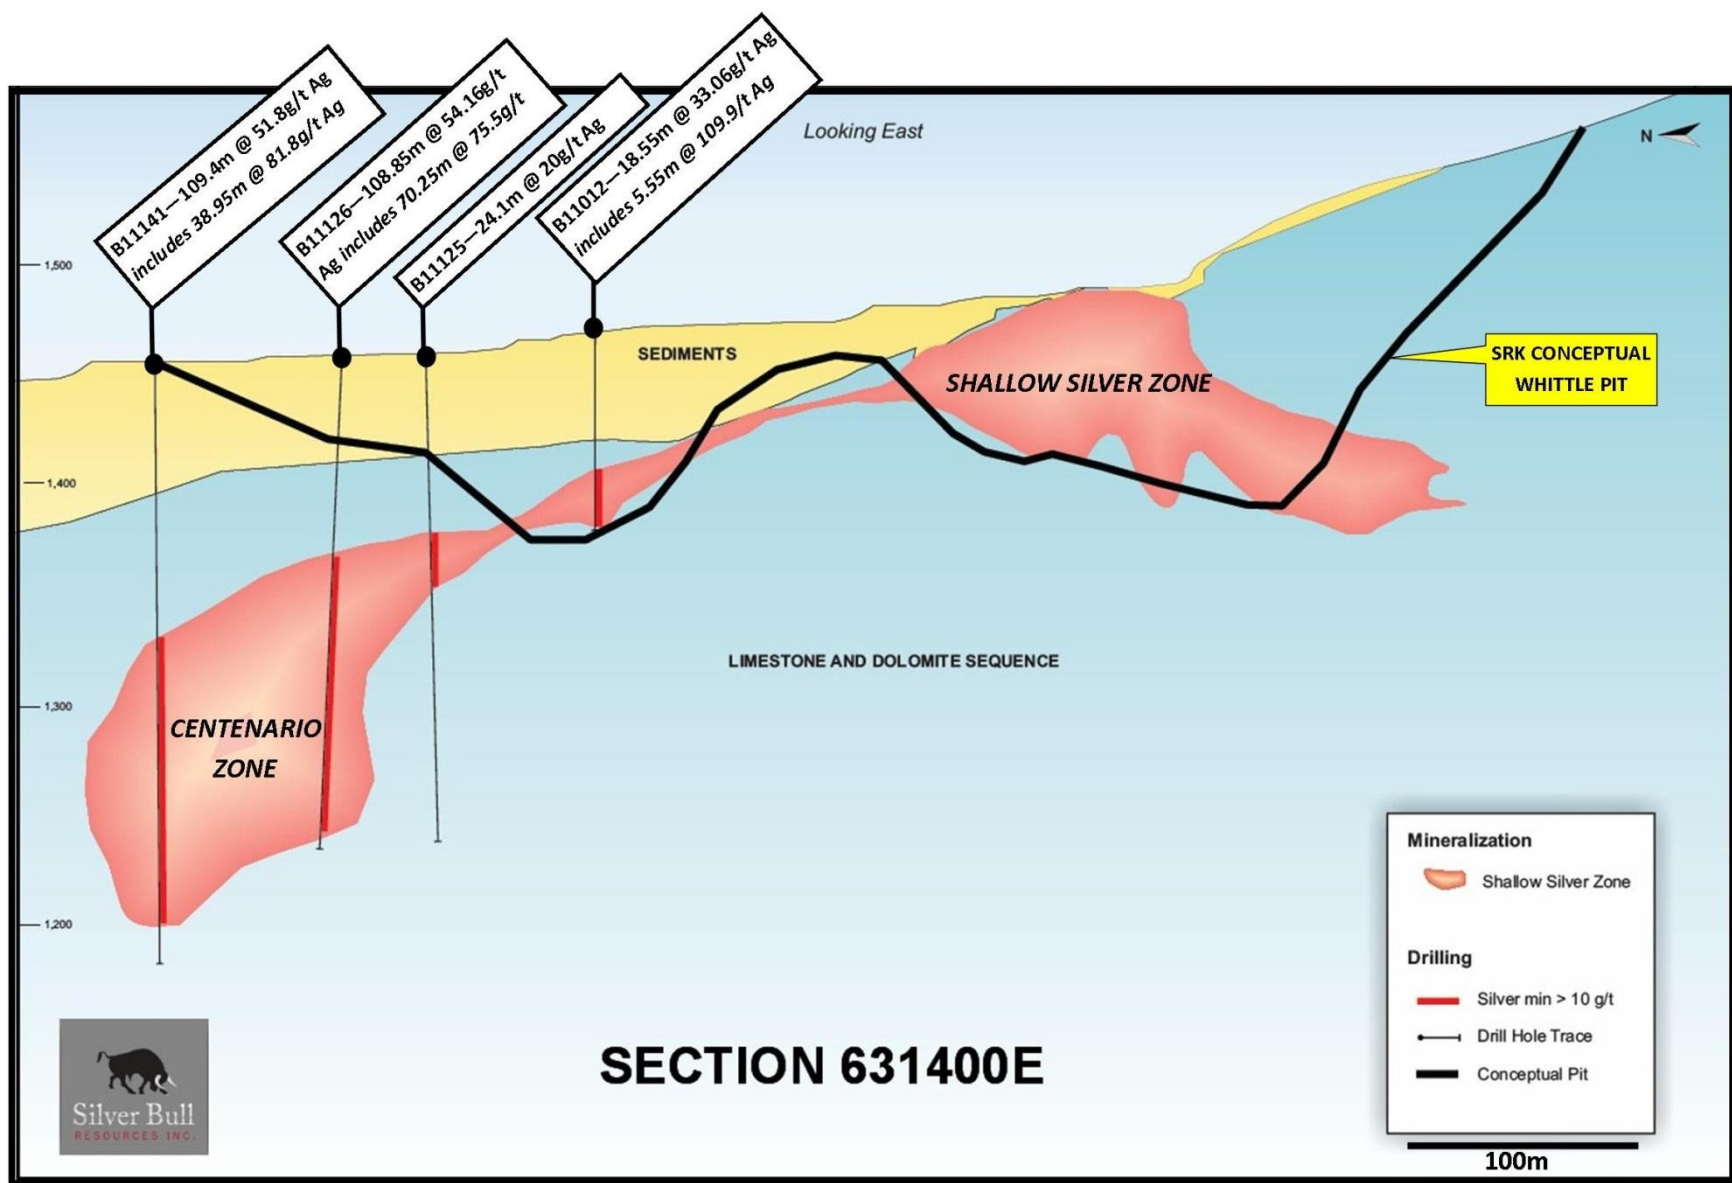 B11141—109.4m @ 51.8g/t Ag
includes 38.95m @ 81.8g/t Ag
B11126—108.85m @ 54.16g/t
Ag includes 70.25m @ 75.5g/t
B11125—24.1m @ 20g/t Ag
B11012—18.55m @ 33.06g/t Ag
includes 5.55m @ 109.9/t Ag
Looking East
N
1,500
SEDIMENTS
SHALLOW SILVER ZONE
SRK CONCEPTUAL
WHITTLE PIT
1,400
LIMESTONE AND DOLOMITE SEQUENCE
1,300
CENTENARIO
ZONE
1,200
Mineralization
Shallow Silver Zone
Drilling
Silver min > 10 g/t
Drill Hole Trace
Conceptual Pit
100m
SECTION 631400E
Silver Bull
RESOURCES INC.